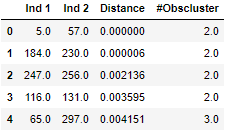 Ind 1 Ind 2 Distance #Obscluster
0 5.0 57.0 0.000000 2.0
1 184.0 230.0 0.000006 2.0
2 247.0 256.0 0.002136 2.0
3 116.0 131.0 0.003595 2.0
4 65.0 297.0 0.004151 3.0